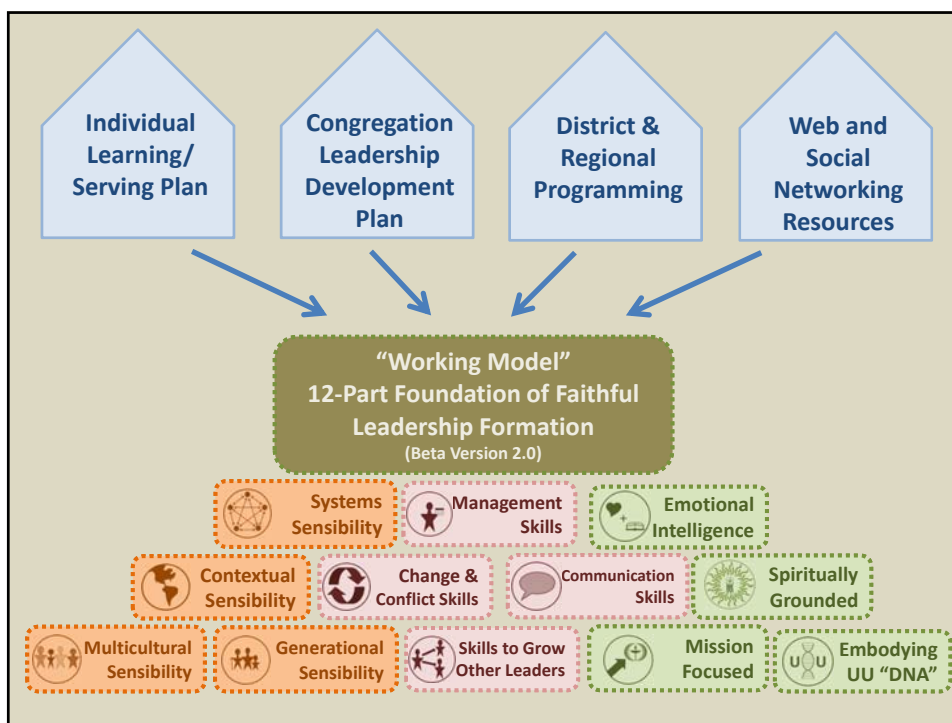 Individual
Learning/
Serving Plan
Congregation
Leadership
Development
Plan
District &
Regional
Programming
Web and
Social
Networking
Resources
“Working Model”
12-Part Foundation of Faithful
Leadership Formation
(Beta Version 2.0)
Systems
Sensibility
Management
Skills
Emotional
Intelligence
Contextual
Sensibility
Change &
Conflict Skills
Communication
Skills
Spiritually
Grounded
Multicultural
Sensibility
Generational
Sensibility
Skills to Grow
Other Leaders
Mission
Focused
U U
Embodying
UU “DNA”